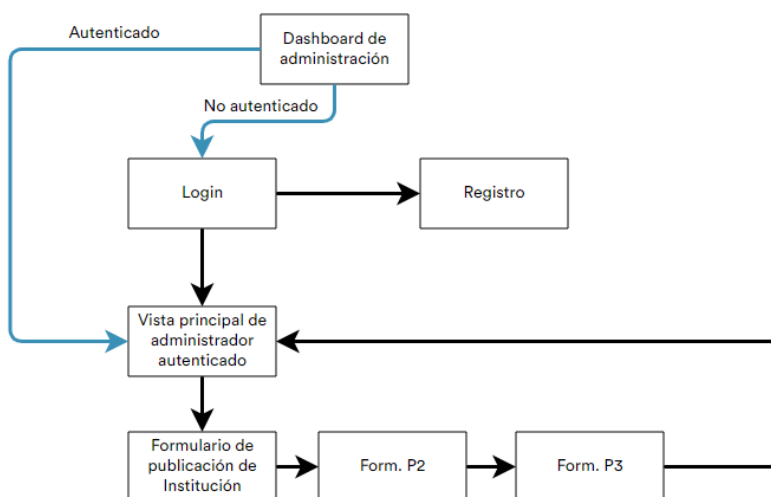 Autenticado
Dashboard de
administración
No autenticado
Login
Registro
Vista principal de
administrador
autenticado
Formulario de
publicación de
Institución
Form. P2
Form. P3